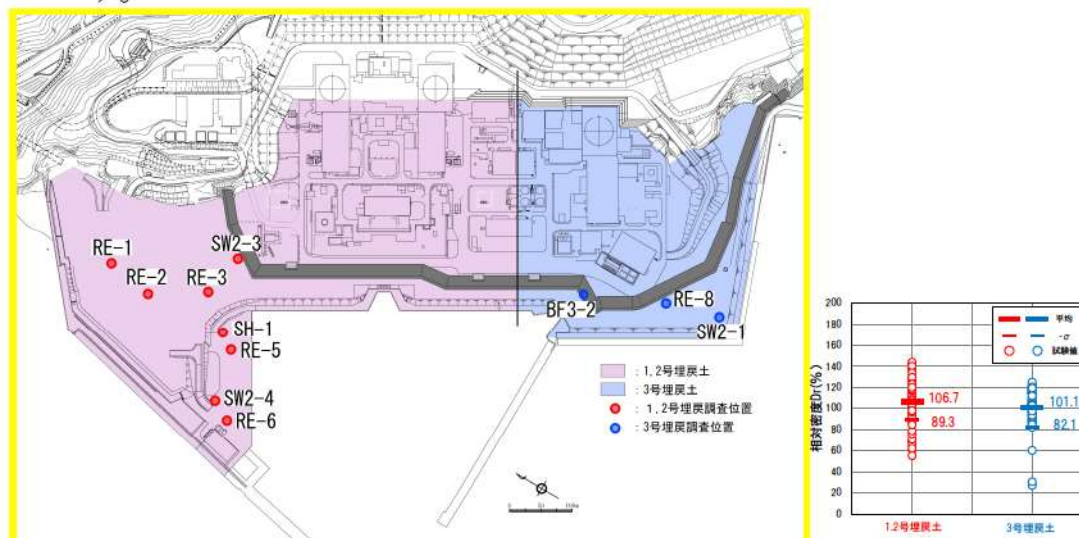 RE-1
RE-2
RE-3
SW2-3
SH-1
RE-5
SW2-4
RE-6
BF3-2
RE-8
SW2-1
: 1,2号埋戻土
: 3号埋戻土
: 1,2号埋戻調査位置
: 3号埋戻調査位置
相対密度Dr(%)
200
180
160
140
120
100
80
60
40
20
0
平均
-σ
試験値
106.7
89.3
101.1
82.1
1.2号埋戻土
3号埋戻土